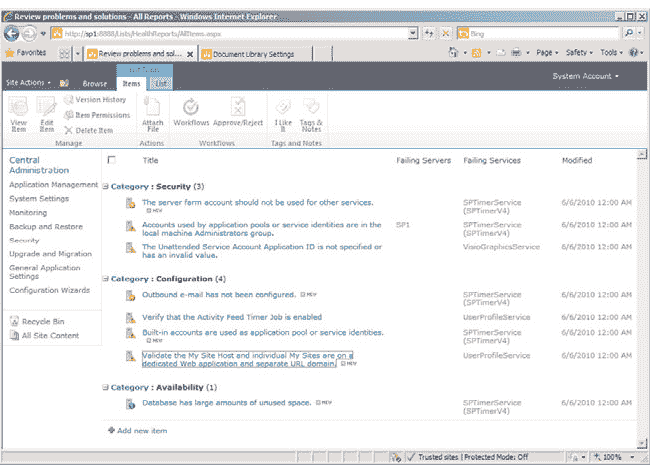 Review problems and solutions - All Reports - Windows Internet Explorer
http://sp1:8888/Lists/HealthReports/AllItems.aspx
Bing
Favorites
Review problems and sol...
Document Library Settings
Page
Safety
Tools
Site Actions
Browse
Items
List
System Account
View Item
Edit Item
Version History
Item Permissions
Delete Item
Attach File
Workflows
Approve/Reject
I Like It
Tags & Notes
Manage
Actions
Workflows
Tags and Notes
Central Administration
Application Management
System Settings
Monitoring
Backup and Restore
Security
Upgrade and Migration
General Application Settings
Configuration Wizards
Recycle Bin
All Site Content
Title
Failing Servers
Failing Services
Modified
Category : Security (3)
The server farm account should not be used for other services. NEW
SPTimerService (SPTimerV4)
6/6/2010 12:00 AM
Accounts used by application pools or service identities are in the local machine Administrators group.
SP1
SPTimerService (SPTimerV4)
6/6/2010 12:00 AM
The Unattended Service Account Application ID is not specified or has an invalid value.
VisioGraphicsService
6/6/2010 12:00 AM
Category : Configuration (4)
Outbound e-mail has not been configured. NEW
SPTimerService (SPTimerV4)
6/6/2010 12:00 AM
Verify that the Activity Feed Timer Job is enabled
UserProfileService
6/6/2010 12:00 AM
Built-in accounts are used as application pool or service identities. NEW
SPTimerService (SPTimerV4)
6/6/2010 12:00 AM
Validate the My Site Host and individual My Sites are on a dedicated Web application and separate URL domain. NEW
UserProfileService
6/6/2010 12:00 AM
Category : Availability (1)
Database has large amounts of unused space. NEW
SPTimerService (SPTimerV4)
6/6/2010 12:00 AM
Add new item
Trusted sites | Protected Mode: Off
100%